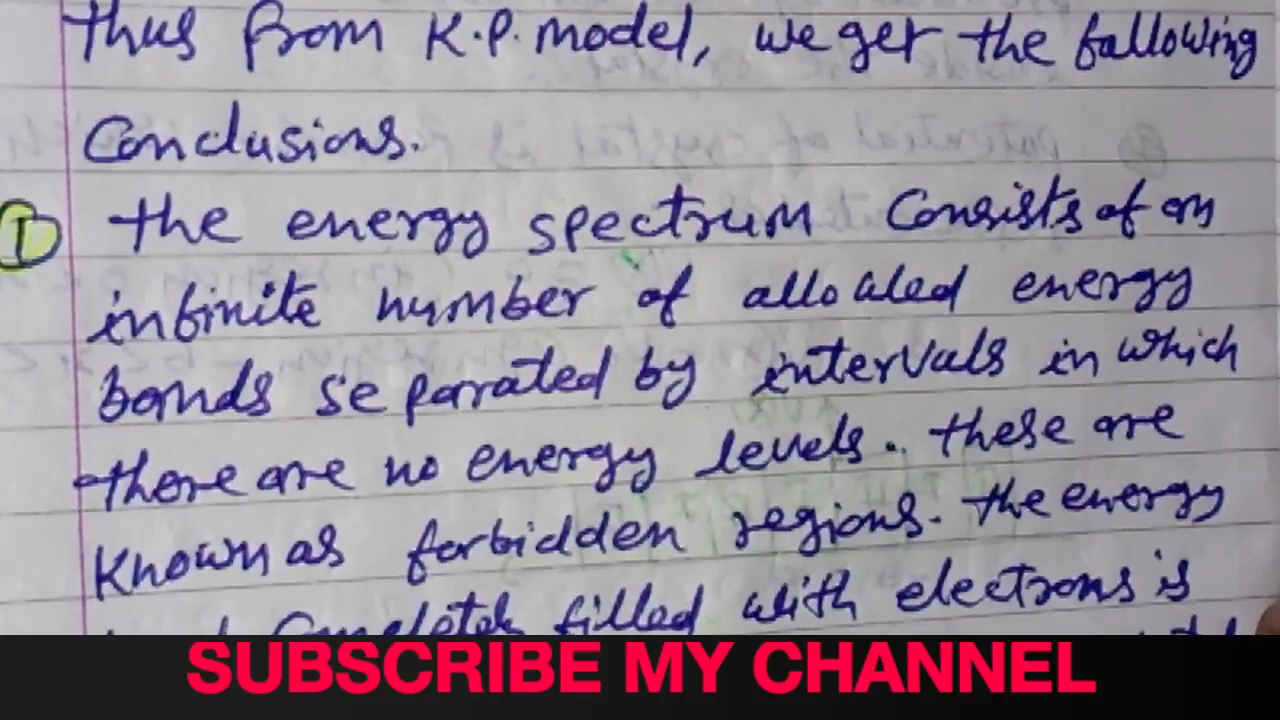 thus from K.P. model, we get the following
Conclusions.
I the energy spectrum Consists of an
infinite number of alloaled energy
bands separated by intervals in which
there are no energy levels. these are
known as forbidden regions. the energy
Completely filled with electrons is
SUBSCRIBE MY CHANNEL